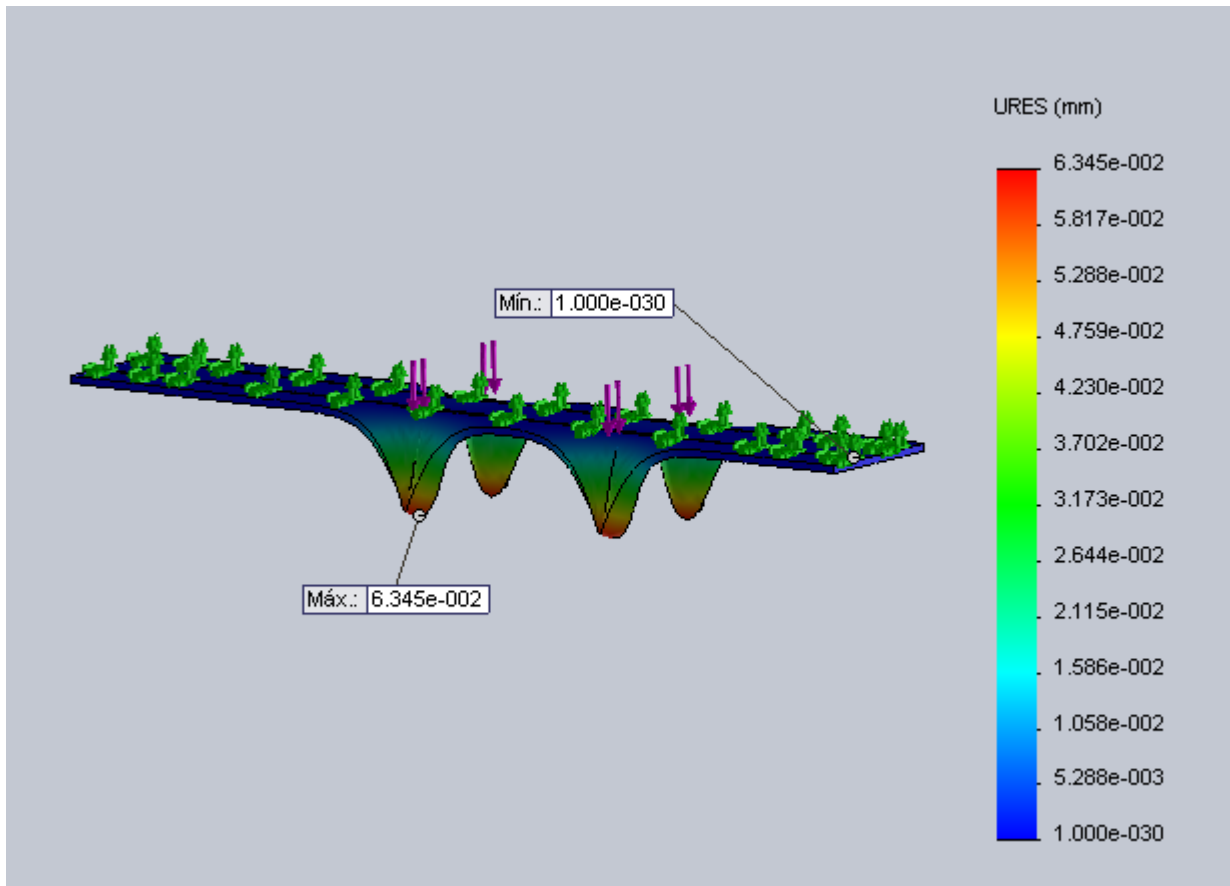 URES (mm)
6.345e-002
5.817e-002
5.288e-002
4.759e-002
4.230e-002
3.702e-002
3.173e-002
2.644e-002
2.115e-002
1.586e-002
1.058e-002
5.288e-003
1.000e-030
Mín.: 1.000e-030
Máx.: 6.345e-002